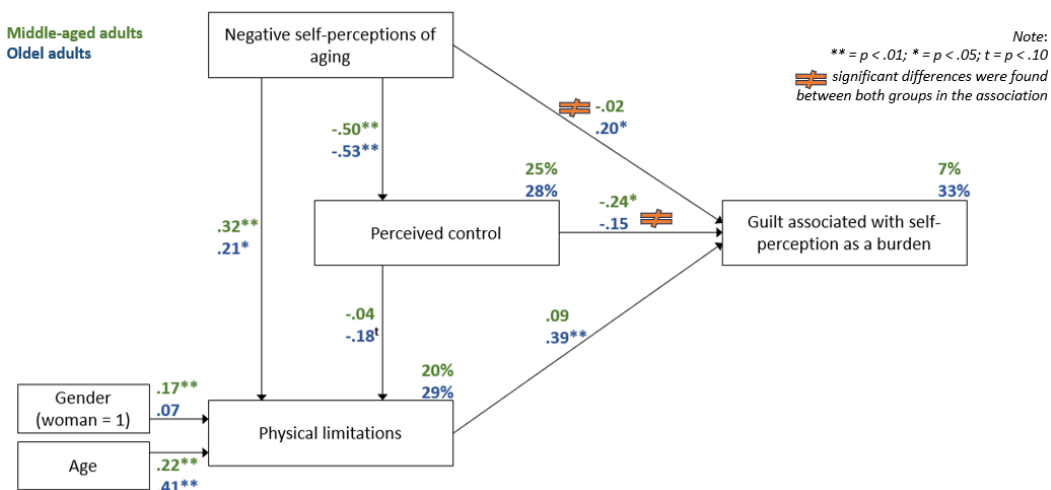 Middle-aged adults
Oldel adults
Negative self-perceptions of
aging
Note:
** = p < .01; * = p < .05; t = p < .10
significant differences were found
between both groups in the association
-.02
.20*
-.50**
-.53**
25%
28%
7%
33%
.32**
.21*
Perceived control
-.24*
-.15
Guilt associated with self-
perception as a burden
-.04
-.18t
.09
.39**
20%
29%
Gender
(woman = 1)
.17**
.07
Physical limitations
Age
.22**
.41**